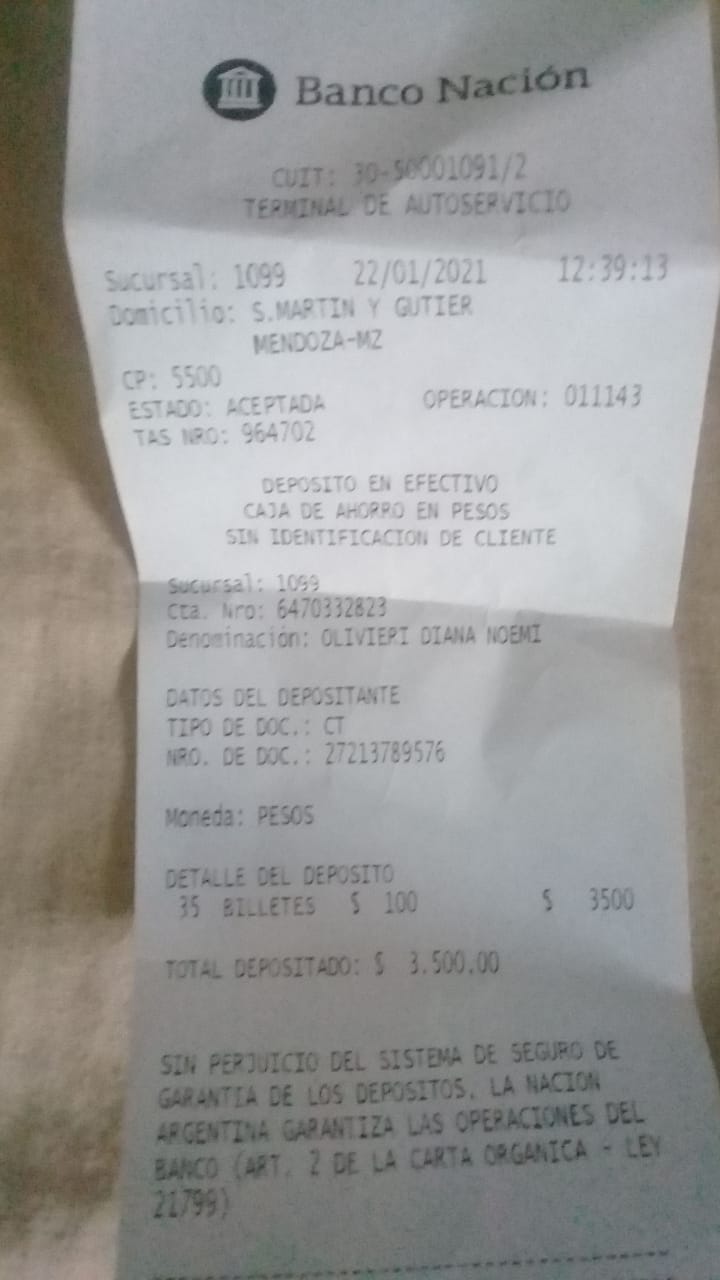 Banco Nación
CUIT: 30-50001091/2
TERMINAL DE AUTOSERVICIO
Sucursal: 1099 22/01/2021 12:39:13
Domicilio: S.MARTIN Y GUTIER
MENDOZA-MZ
CP: 5500
ESTADO: ACEPTADA OPERACION: 011143
TAS NRO: 964702
DEPOSITO EN EFECTIVO
CAJA DE AHORRO EN PESOS
SIN IDENTIFICACION DE CLIENTE
Sucursal: 1099
Cta. Nro: 6470332823
Denominación: OLIVIERI DIANA NOEMI
DATOS DEL DEPOSITANTE
TIPO DE DOC.: CT
NRO. DE DOC.: 27213789576
Moneda: PESOS
DETALLE DEL DEPOSITO
35 BILLETES $ 100 $ 3500
TOTAL DEPOSITADO: $ 3.500,00
SIN PERJUICIO DEL SISTEMA DE SEGURO DE
GARANTIA DE LOS DEPOSITOS, LA NACION
ARGENTINA GARANTIZA LAS OPERACIONES DEL
BANCO (ART. 2 DE LA CARTA ORGANICA - LEY
21799)